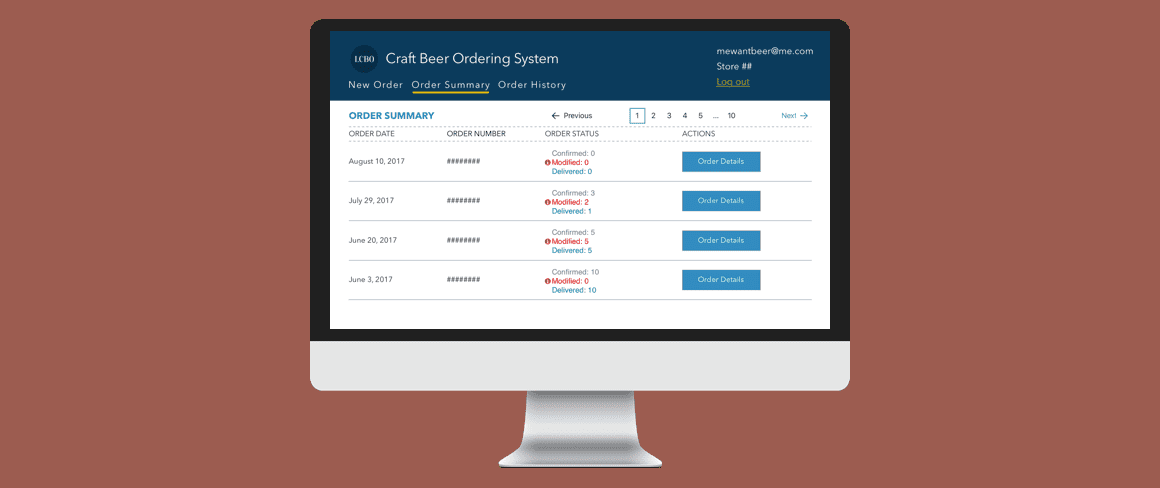 LCBO
Craft Beer Ordering System
mewantbeer@me.com
Store ##
Log out
New Order Order Summary Order History
ORDER SUMMARY
← Previous 1 2 3 4 5 ... 10 Next →
ORDER DATE ORDER NUMBER ORDER STATUS ACTIONS
August 10, 2017 ######## Order Details
Confirmed: 0
Modified: 0
Delivered: 0
July 29, 2017 ######## Order Details
Confirmed: 3
Modified: 2
Delivered: 1
June 20, 2017 ######## Order Details
Confirmed: 5
Modified: 5
Delivered: 5
June 3, 2017 ######## Order Details
Confirmed: 10
Modified: 0
Delivered: 10